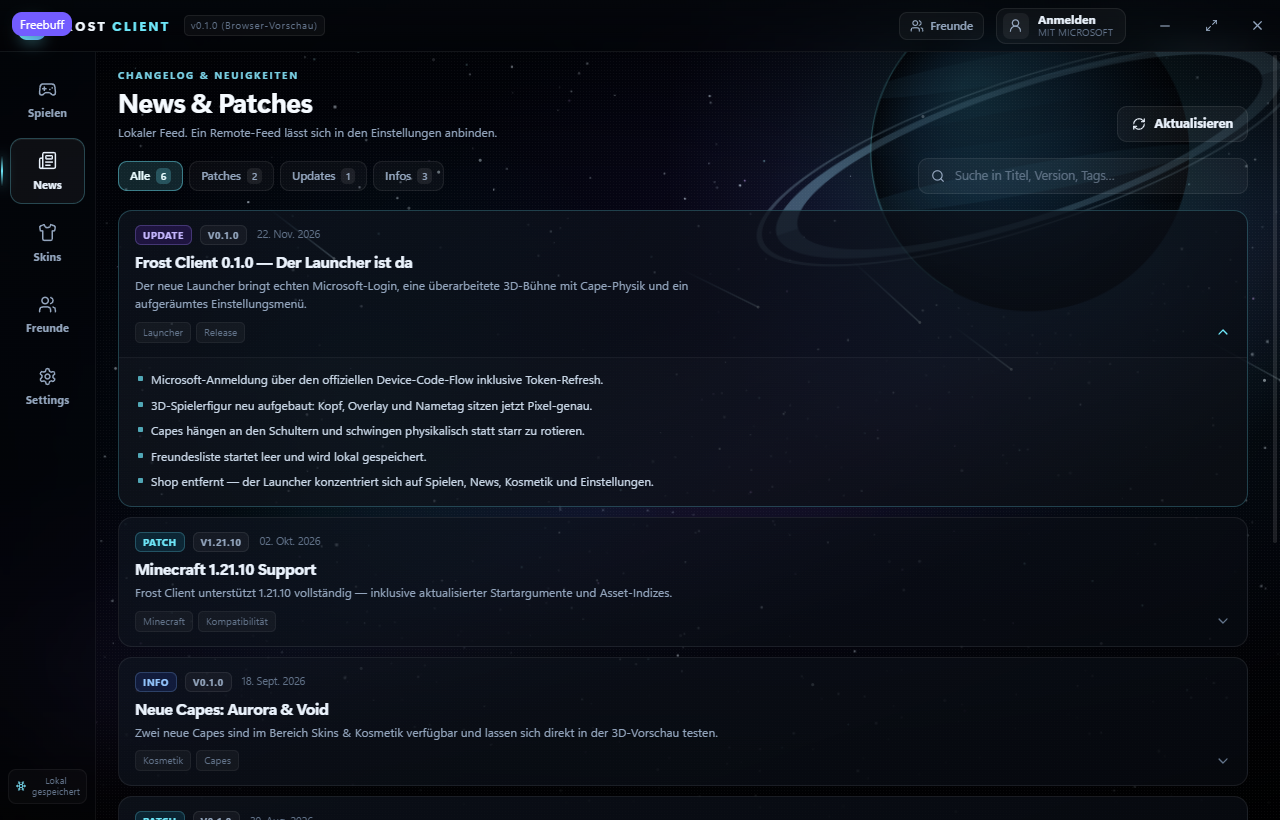 Freebuff
OST CLIENT
v0.1.0 (Browser-Vorschau)
Freunde
Anmelden
MIT MICROSOFT
Spielen
News
Skins
Freunde
Settings
Lokal
gespeichert
CHANGELOG & NEUIGKEITEN
News & Patches
Lokaler Feed. Ein Remote-Feed lässt sich in den Einstellungen anbinden.
Aktualisieren
Alle 6
Patches 2
Updates 1
Infos 3
Suche in Titel, Version, Tags...
UPDATE V0.1.0 22. Nov. 2026
Frost Client 0.1.0 — Der Launcher ist da
Der neue Launcher bringt echten Microsoft-Login, eine überarbeitete 3D-Bühne mit Cape-Physik und ein
aufgeräumtes Einstellungsmenü.
Launcher Release
Microsoft-Anmeldung über den offiziellen Device-Code-Flow inklusive Token-Refresh.
3D-Spielerfigur neu aufgebaut: Kopf, Overlay und Nametag sitzen jetzt Pixel-genau.
Capes hängen an den Schultern und schwingen physikalisch statt starr zu rotieren.
Freundesliste startet leer und wird lokal gespeichert.
Shop entfernt — der Launcher konzentriert sich auf Spielen, News, Kosmetik und Einstellungen.
PATCH V1.21.10 02. Okt. 2026
Minecraft 1.21.10 Support
Frost Client unterstützt 1.21.10 vollständig — inklusive aktualisierter Startargumente und Asset-Indizes.
Minecraft Kompatibilität
INFO V0.1.0 18. Sept. 2026
Neue Capes: Aurora & Void
Zwei neue Capes sind im Bereich Skins & Kosmetik verfügbar und lassen sich direkt in der 3D-Vorschau testen.
Kosmetik Capes
PATCH V0.1.0 20. Aug. 2026